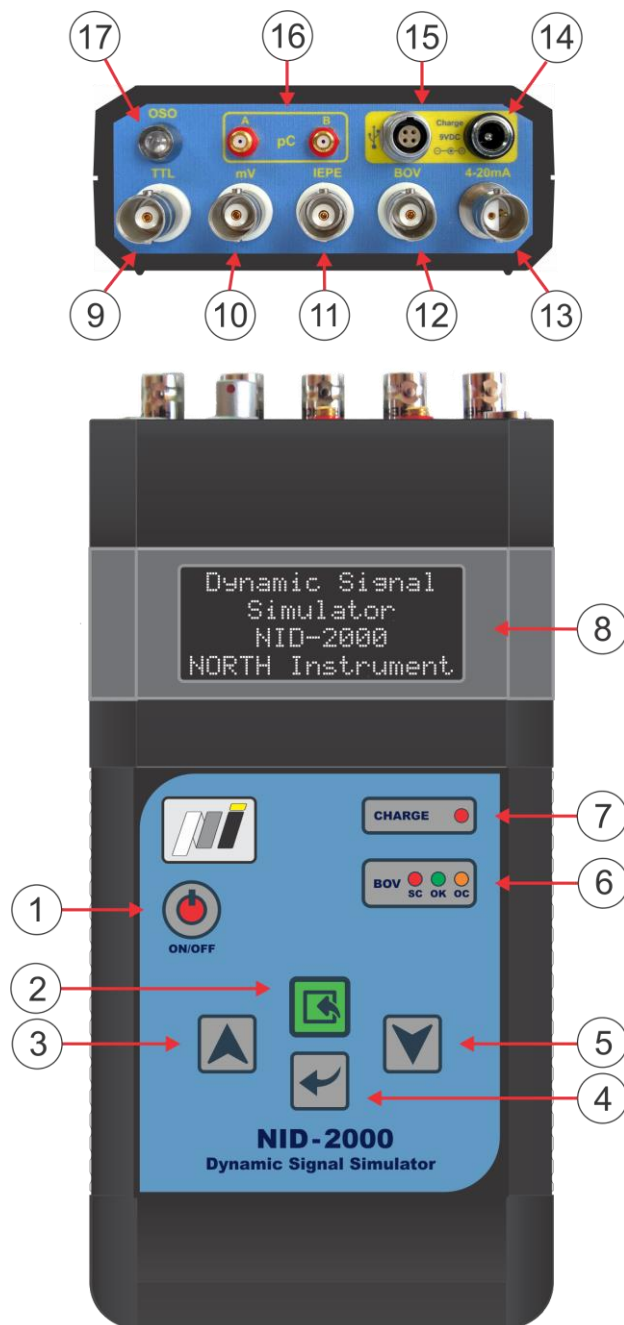 17
16
15
14
OSO
A
B
pC
Charge
9VDC
TTL
mV
IEPE
BOV
4-20mA
9
10
11
12
13
Dynamic Signal
Simulator
NID-2000
NORTH Instrument
8
CHARGE
7
BOV
SC OK OC
6
1
ON/OFF
2
3
5
4
NID-2000
Dynamic Signal Simulator